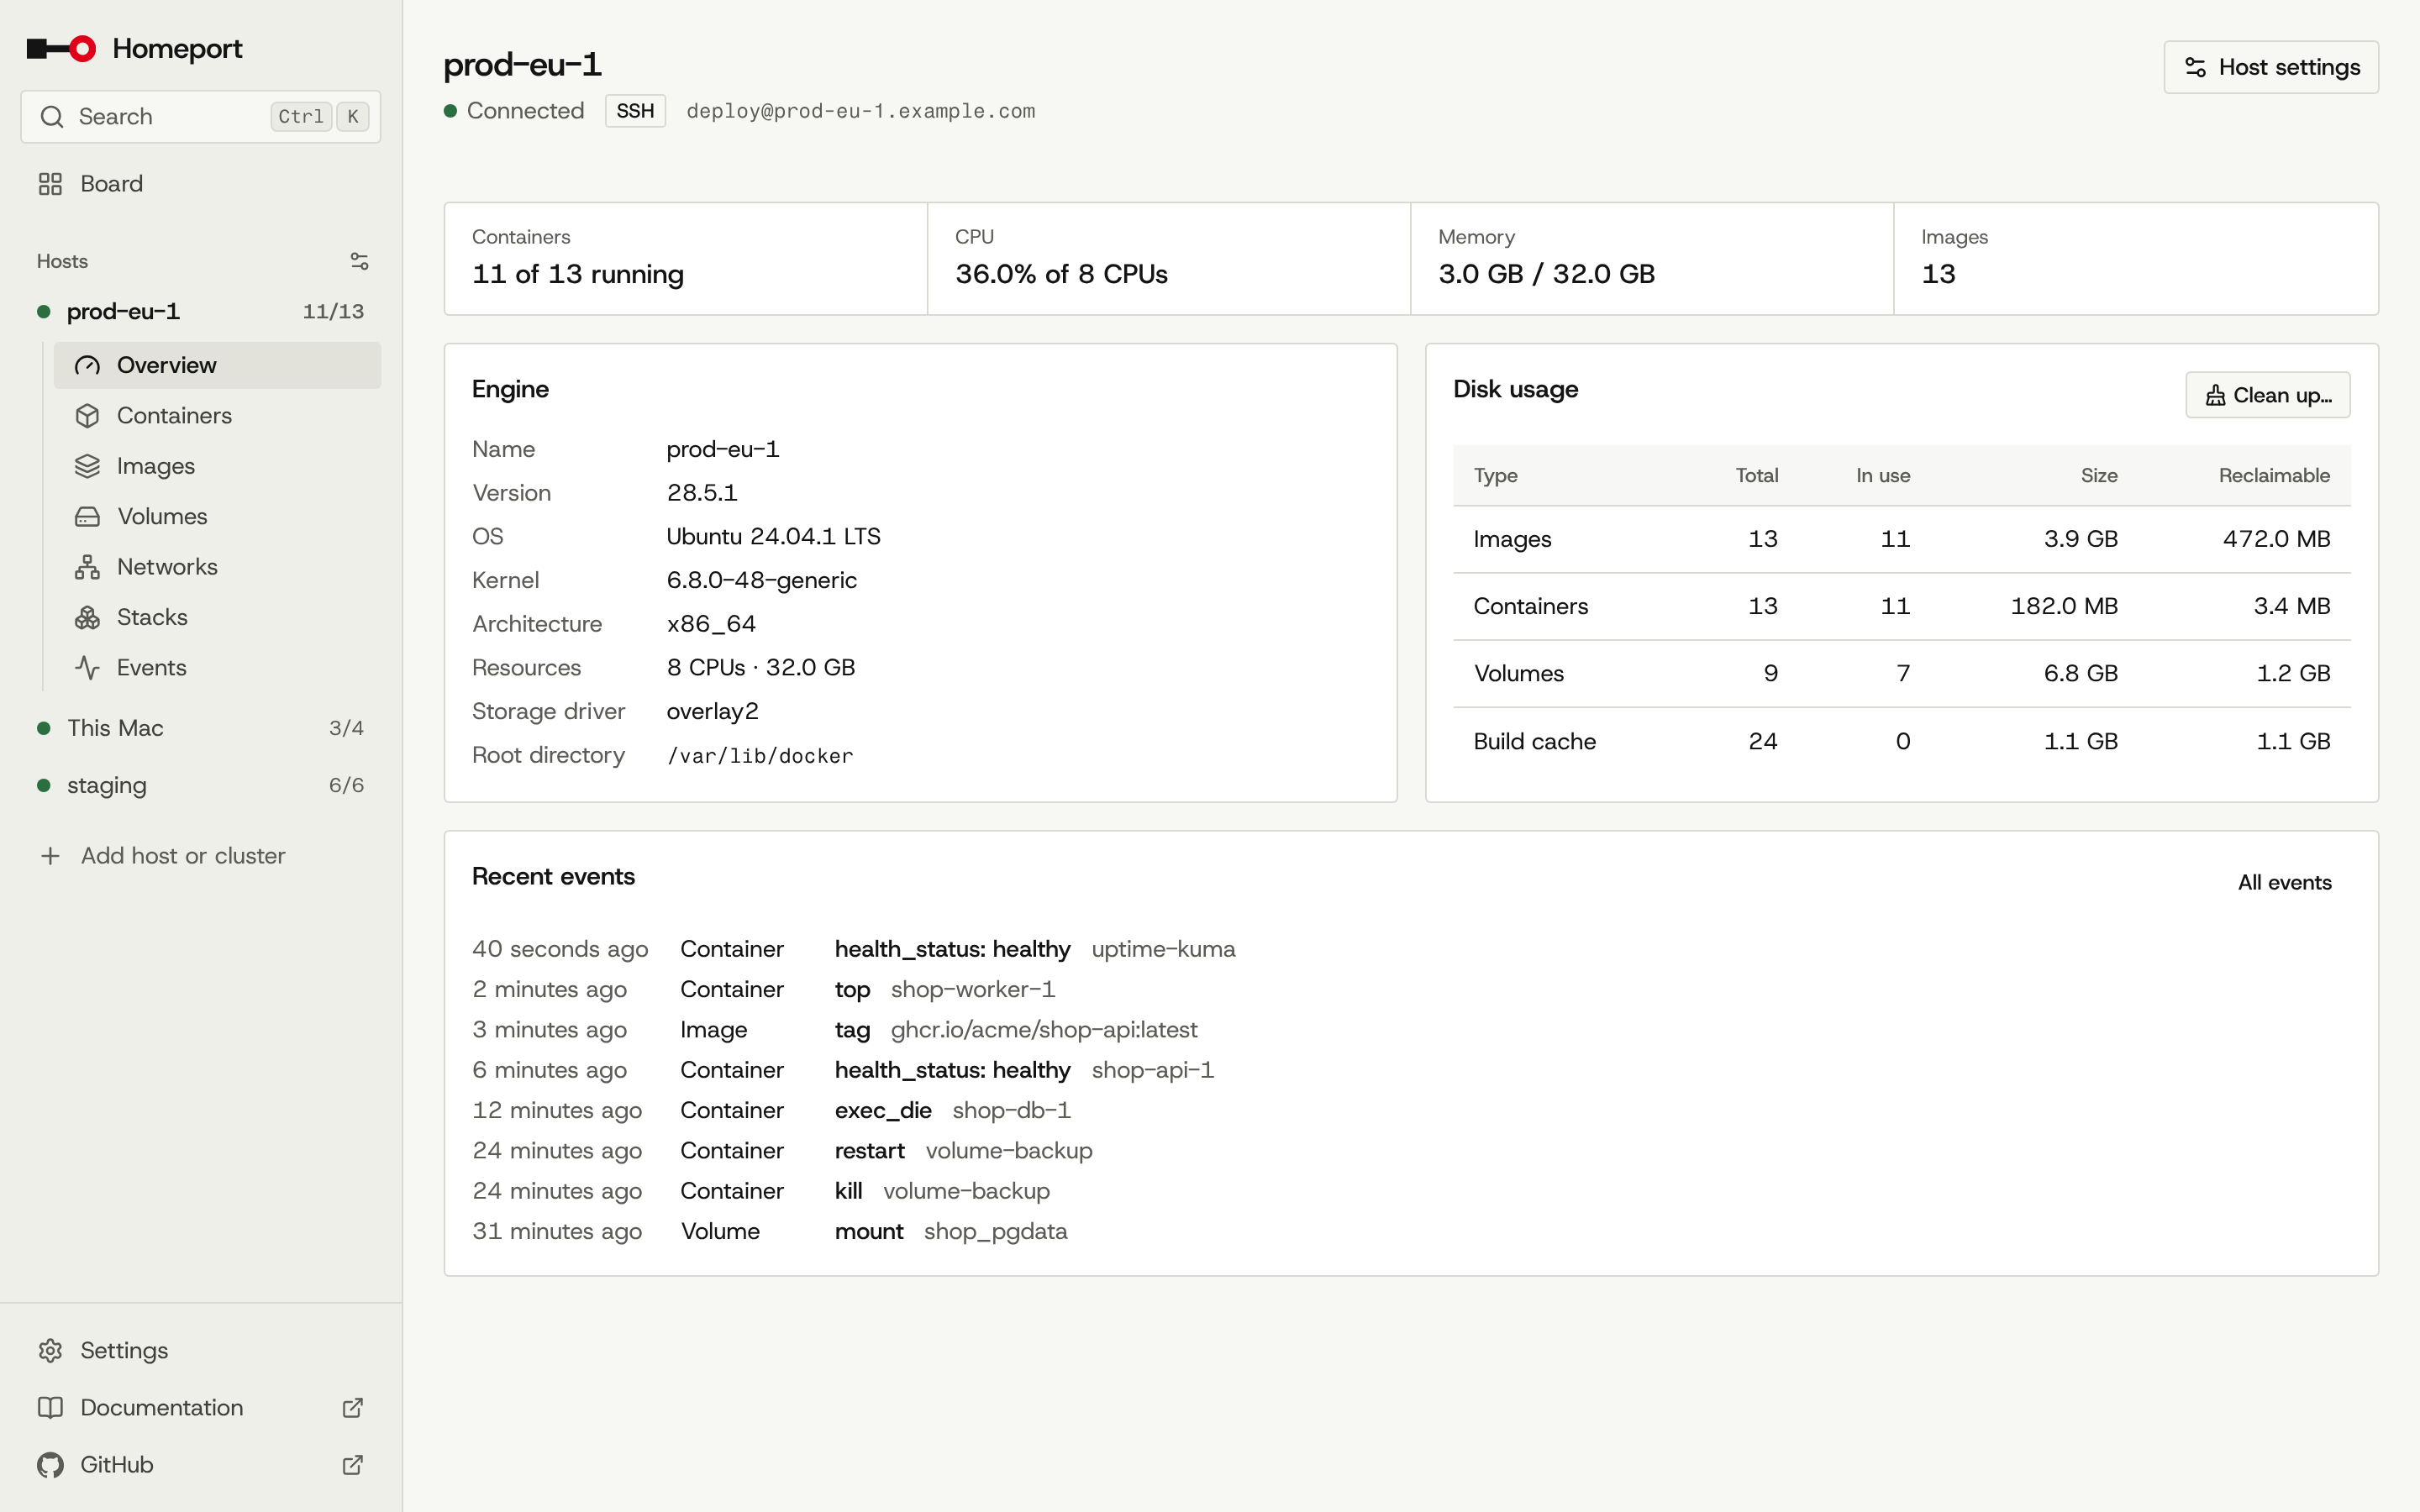 Homeport
Search Ctrl K
Board
Hosts
prod-eu-1 11/13
Overview
Containers
Images
Volumes
Networks
Stacks
Events
This Mac 3/4
staging 6/6
Add host or cluster
Settings
Documentation
GitHub
prod-eu-1
Connected SSH deploy@prod-eu-1.example.com
Host settings
Containers
11 of 13 running
CPU
36.0% of 8 CPUs
Memory
3.0 GB / 32.0 GB
Images
13
Engine
Name prod-eu-1
Version 28.5.1
OS Ubuntu 24.04.1 LTS
Kernel 6.8.0-48-generic
Architecture x86_64
Resources 8 CPUs · 32.0 GB
Storage driver overlay2
Root directory /var/lib/docker
Disk usage
Clean up...
Type Total In use Size Reclaimable
Images 13 11 3.9 GB 472.0 MB
Containers 13 11 182.0 MB 3.4 MB
Volumes 9 7 6.8 GB 1.2 GB
Build cache 24 0 1.1 GB 1.1 GB
Recent events
All events
40 seconds ago Container health_status: healthy uptime-kuma
2 minutes ago Container top shop-worker-1
3 minutes ago Image tag ghcr.io/acme/shop-api:latest
6 minutes ago Container health_status: healthy shop-api-1
12 minutes ago Container exec_die shop-db-1
24 minutes ago Container restart volume-backup
24 minutes ago Container kill volume-backup
31 minutes ago Volume mount shop_pgdata